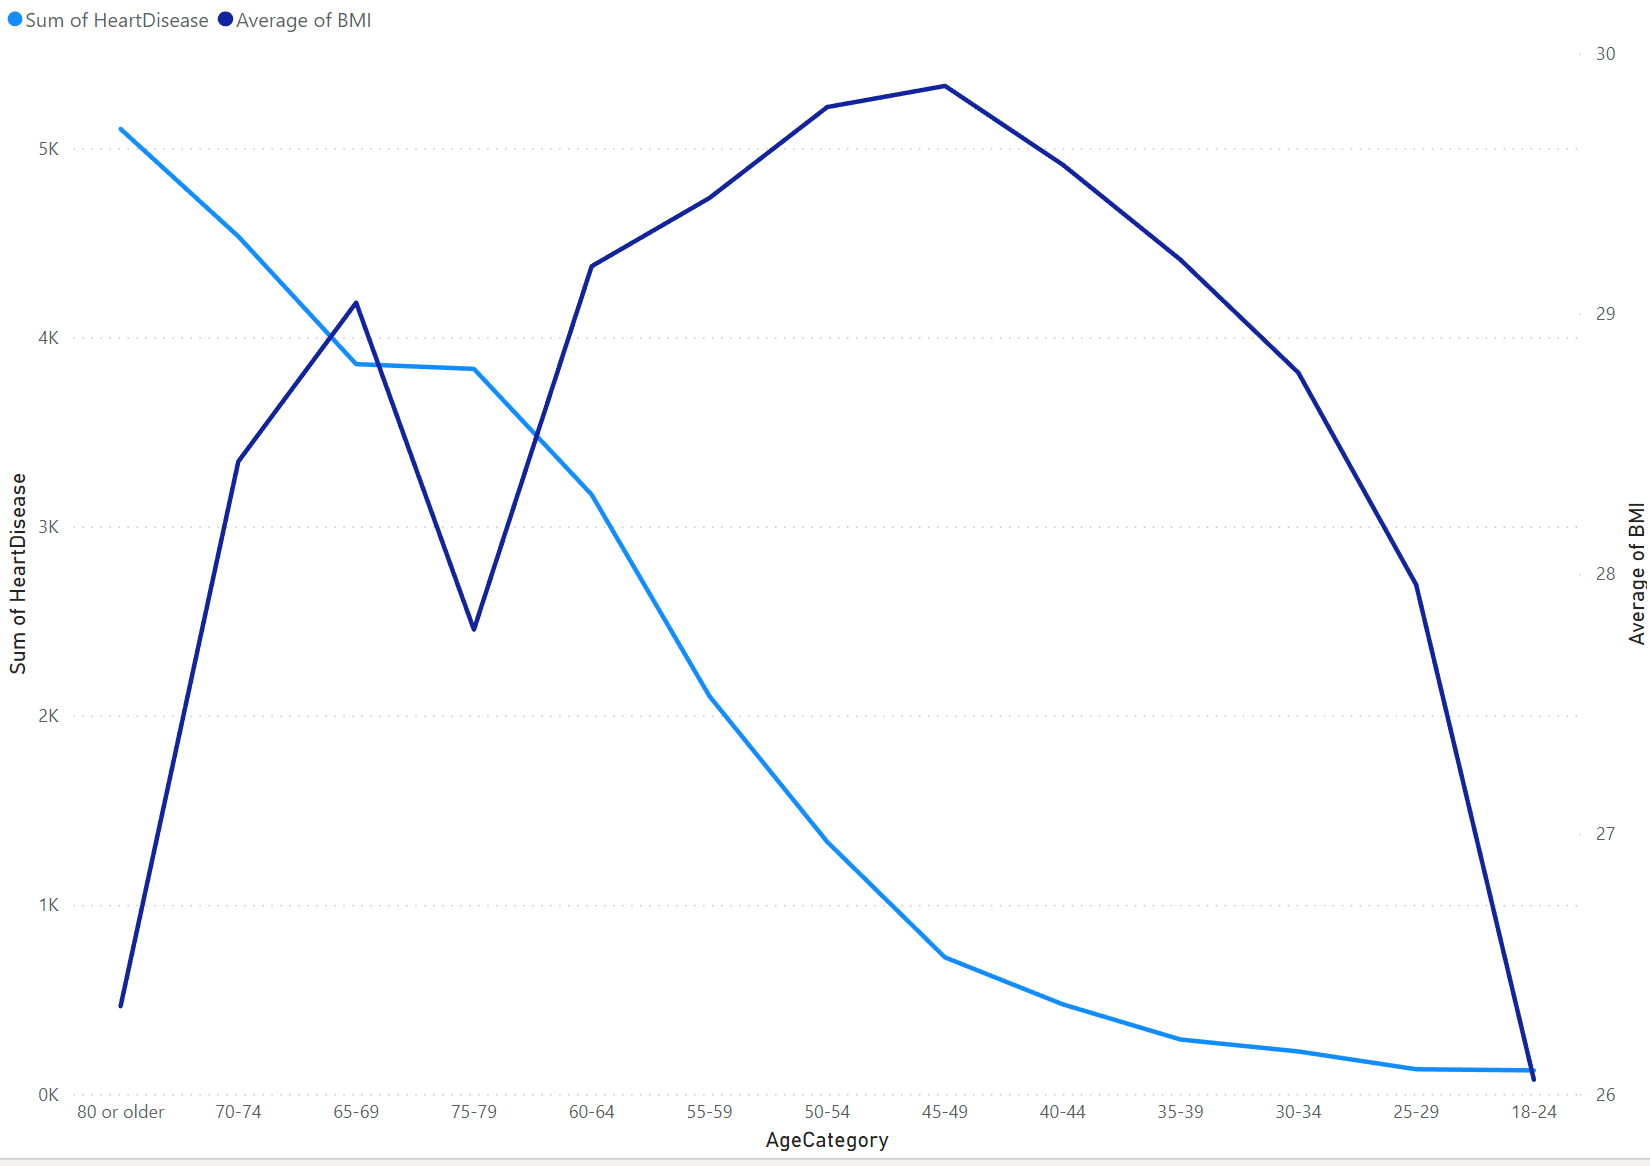 Sum of HeartDisease Average of BMI
30
5K
4K
29
3K
28
2K
27
1K
0K
26
Sum of HeartDisease
Average of BMI
80 or older 70-74 65-69 75-79 60-64 55-59 50-54 45-49 40-44 35-39 30-34 25-29 18-24
AgeCategory